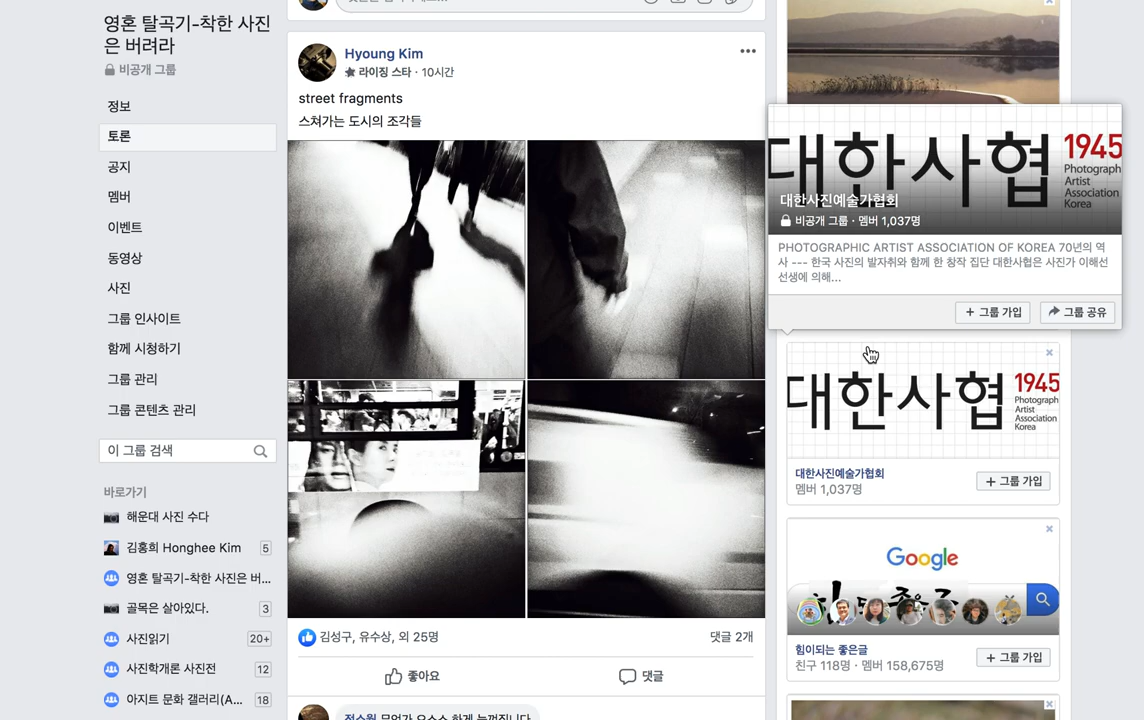 영혼 탈곡기-착한 사진
은 버려라
비공개 그룹
정보
토론
공지
멤버
이벤트
동영상
사진
그룹 인사이트
함께 시청하기
그룹 관리
그룹 콘텐츠 관리
이 그룹 검색
바로가기
해운대 사진 수다
김홍희 Honghee Kim 5
영혼 탈곡기-착한 사진은 버...
골목은 살아있다. 3
사진읽기 20+
사진학개론 사진전 12
아지트 문화 갤러리(A... 18
Hyoung Kim
라이징 스타 · 10시간
street fragments
스쳐가는 도시의 조각들
김성구, 유수상, 외 25명
댓글 2개
좋아요
댓글
대한사협
1945
Photograph
Artist
Association
Korea
대한사진예술가협회
비공개 그룹 · 멤버 1,037명
PHOTOGRAPHIC ARTIST ASSOCIATION OF KOREA 70년의 역
사 --- 한국 사진의 발자취와 함께 한 창작 집단 대한사협은 사진가 이해선
선생에 의해...
+ 그룹 가입
그룹 공유
대한사협
1945
Photograph
Artist
Association
Korea
대한사진예술가협회
멤버 1,037명
+ 그룹 가입
Google
힘이되는 좋은글
친구 118명 · 멤버 158,675명
+ 그룹 가입